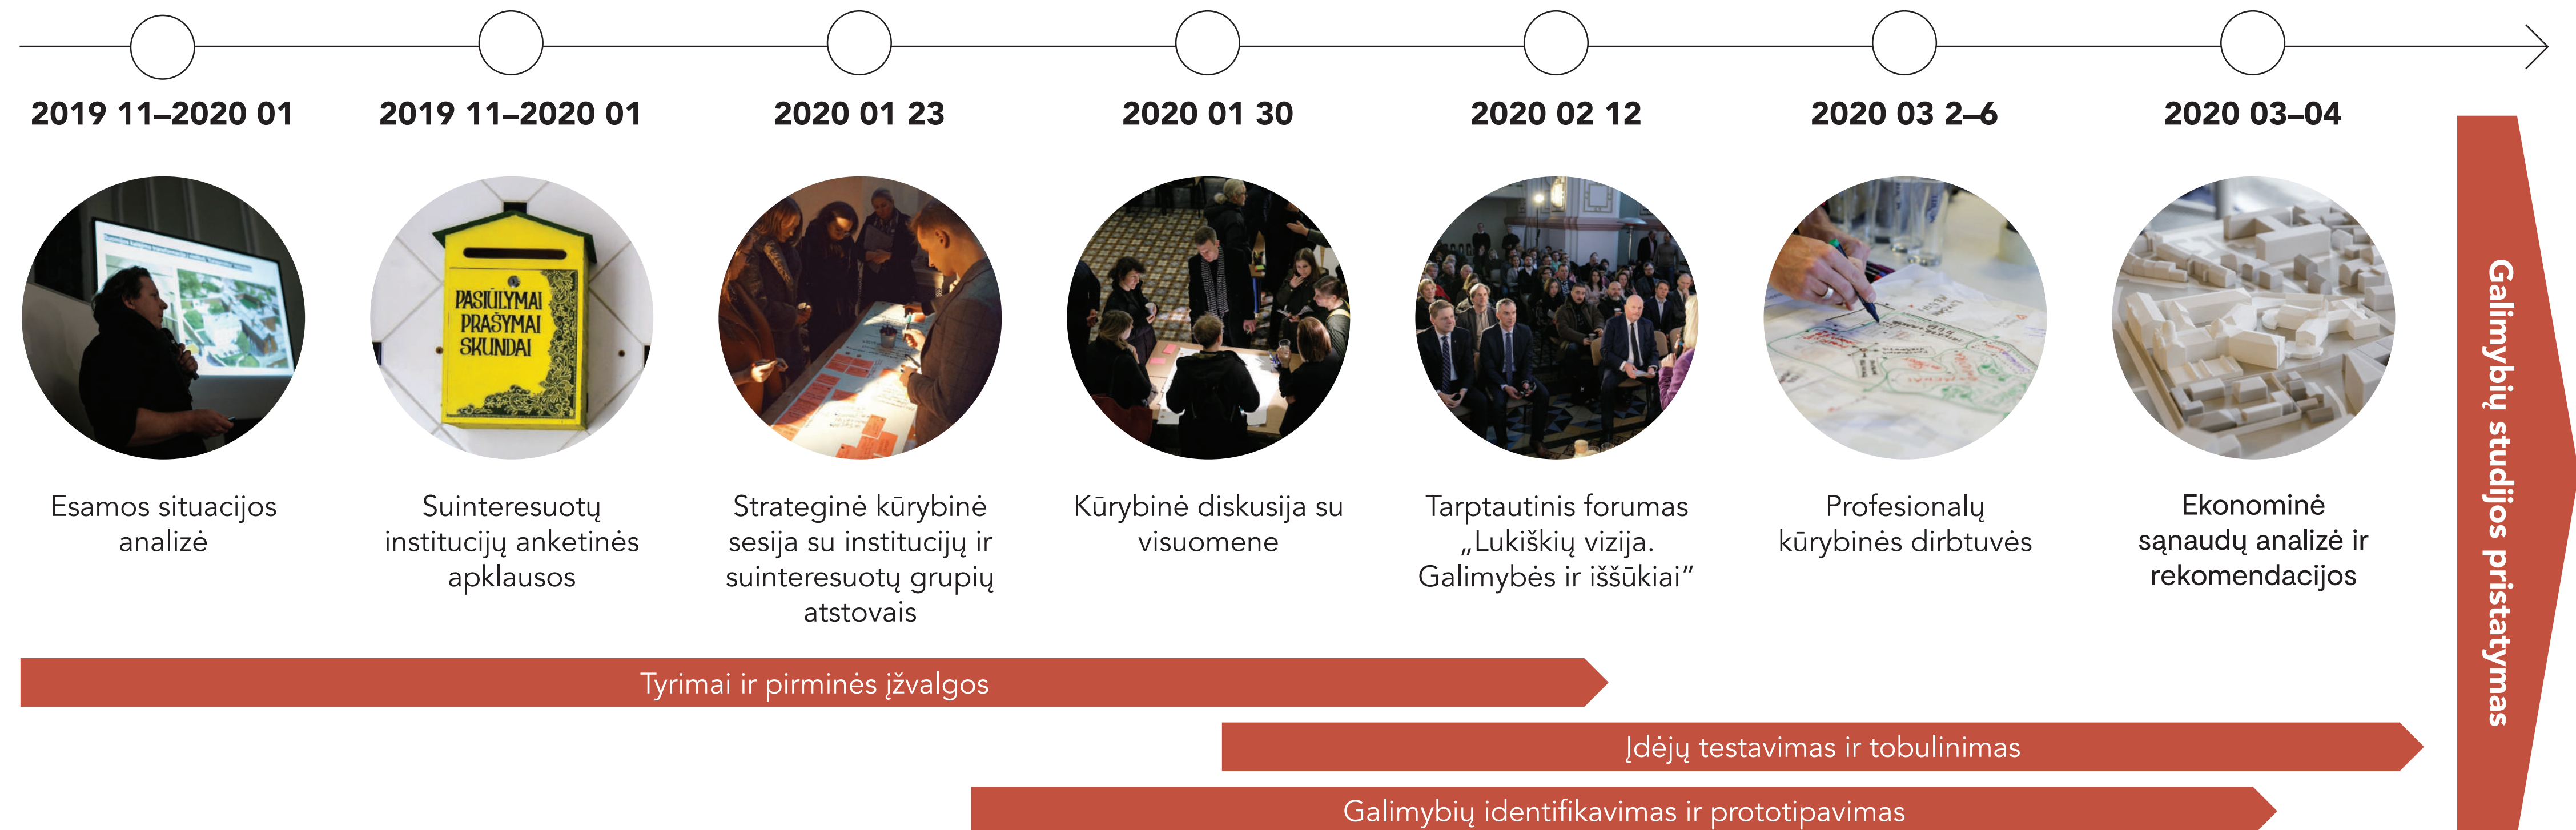 2019 11–2020 01
2019 11–2020 01
2020 01 23
2020 01 30
2020 02 12
2020 03 2–6
2020 03–04
PASIŪLYMAI
PRAŠYMAI
SKUNDAI
Esamos situacijos
analizė
Suinteresuotų
institucijų anketinės
apklausos
Strateginė kūrybinė
sesija su institucijų ir
suinteresuotų grupių
atstovais
Kūrybinė diskusija su
visuomene
Tarptautinis forumas
„Lukiškių vizija.
Galimybės ir iššūkiai”
Profesionalų
kūrybinės dirbtuvės
Ekonominė
sąnaudų analizė ir
rekomendacijos
Galimybių studijos pristatymas
Tyrimai ir pirminės įžvalgos
Įdėjų testavimas ir tobulinimas
Galimybių identifikavimas ir prototipavimas